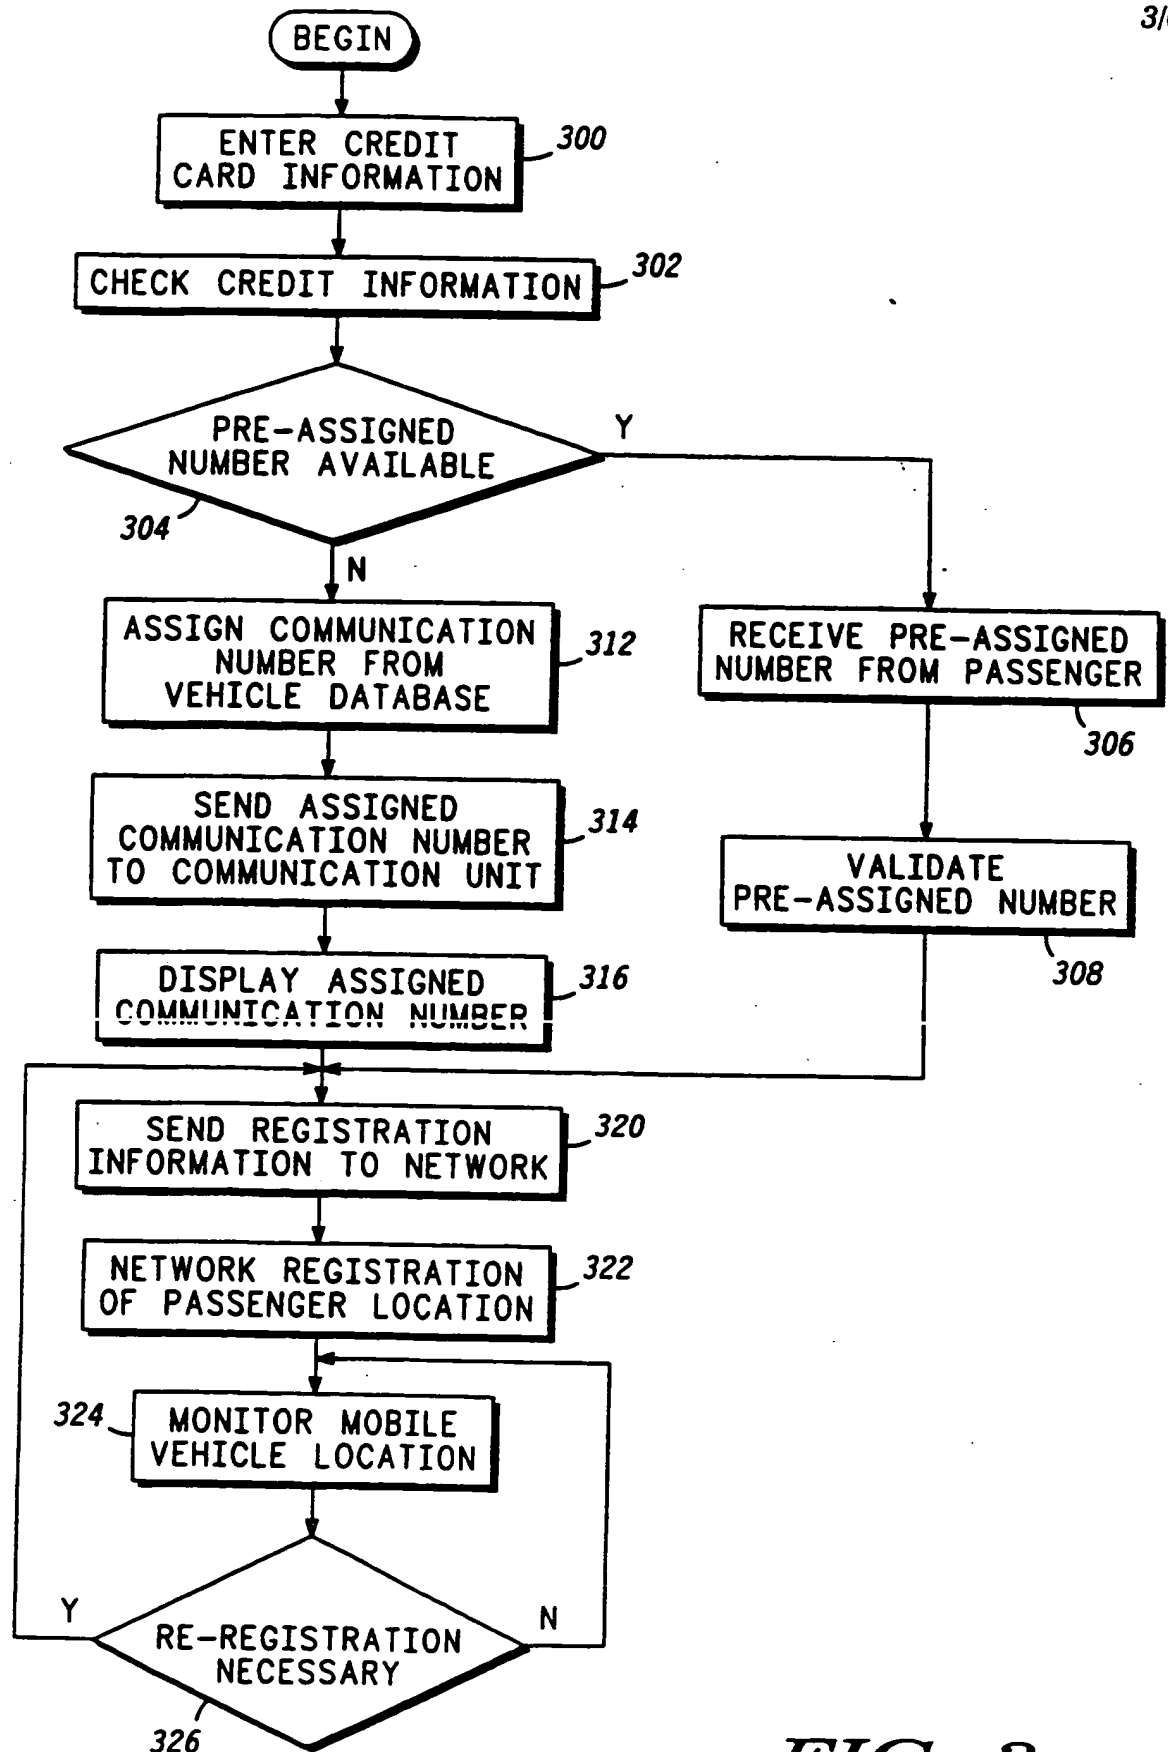 BEGIN
ENTER CREDIT
CARD INFORMATION
300
CHECK CREDIT INFORMATION
302
PRE-ASSIGNED
NUMBER AVAILABLE
304
Y
N
ASSIGN COMMUNICATION
NUMBER FROM
VEHICLE DATABASE
312
RECEIVE PRE-ASSIGNED
NUMBER FROM PASSENGER
306
SEND ASSIGNED
COMMUNICATION NUMBER
TO COMMUNICATION UNIT
314
VALIDATE
PRE-ASSIGNED NUMBER
308
DISPLAY ASSIGNED
COMMUNICATION NUMBER
316
SEND REGISTRATION
INFORMATION TO NETWORK
320
NETWORK REGISTRATION
OF PASSENGER LOCATION
322
324
MONITOR MOBILE
VEHICLE LOCATION
Y
N
RE-REGISTRATION
NECESSARY
326